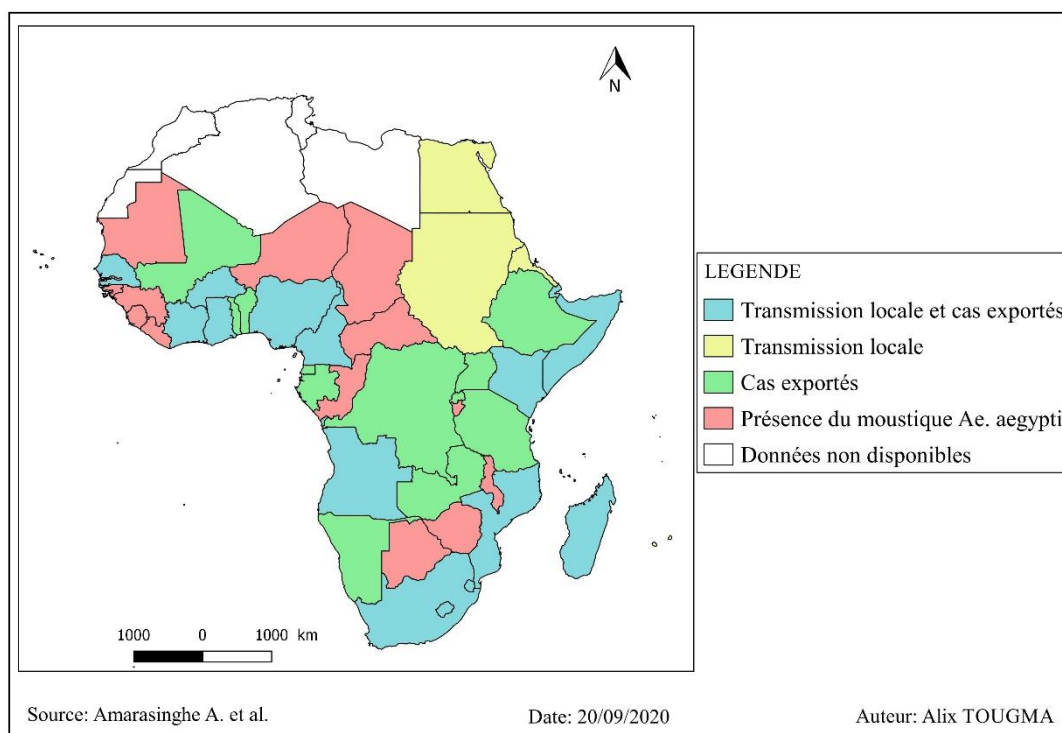 N
LEGENDE
Transmission locale et cas exportés
Transmission locale
Cas exportés
Présence du moustique Ae. aegypti
Données non disponibles
1000 0 1000 km
Source: Amarasinghe A. et al. Date: 20/09/2020 Auteur: Alix TOUGMA